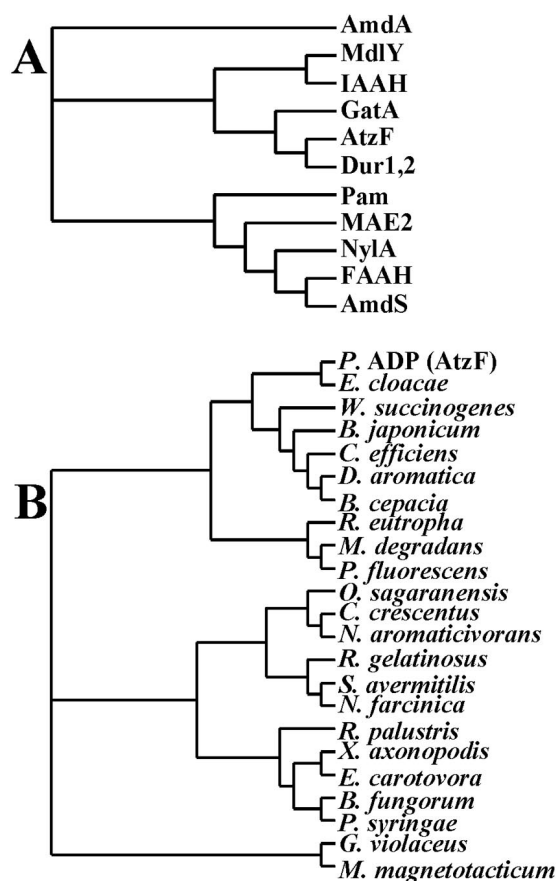 A
AmdA
MdlY
IAAH
GatA
AtzF
Dur1,2
Pam
MAE2
NylA
FAAH
AmdS
B
P. ADP (AtzF)
E. cloacae
W. succinogenes
B. japonicum
C. efficiens
D. aromatica
B. cepacia
R. eutropha
M. degradans
P. fluorescens
O. sagaranensis
C. crescentus
N. aromaticivorans
R. gelatinosus
S. avermitilis
N. farcinica
R. palustris
X. axonopodis
E. carotovora
B. fungorum
P. syringae
G. violaceus
M. magnetotacticum